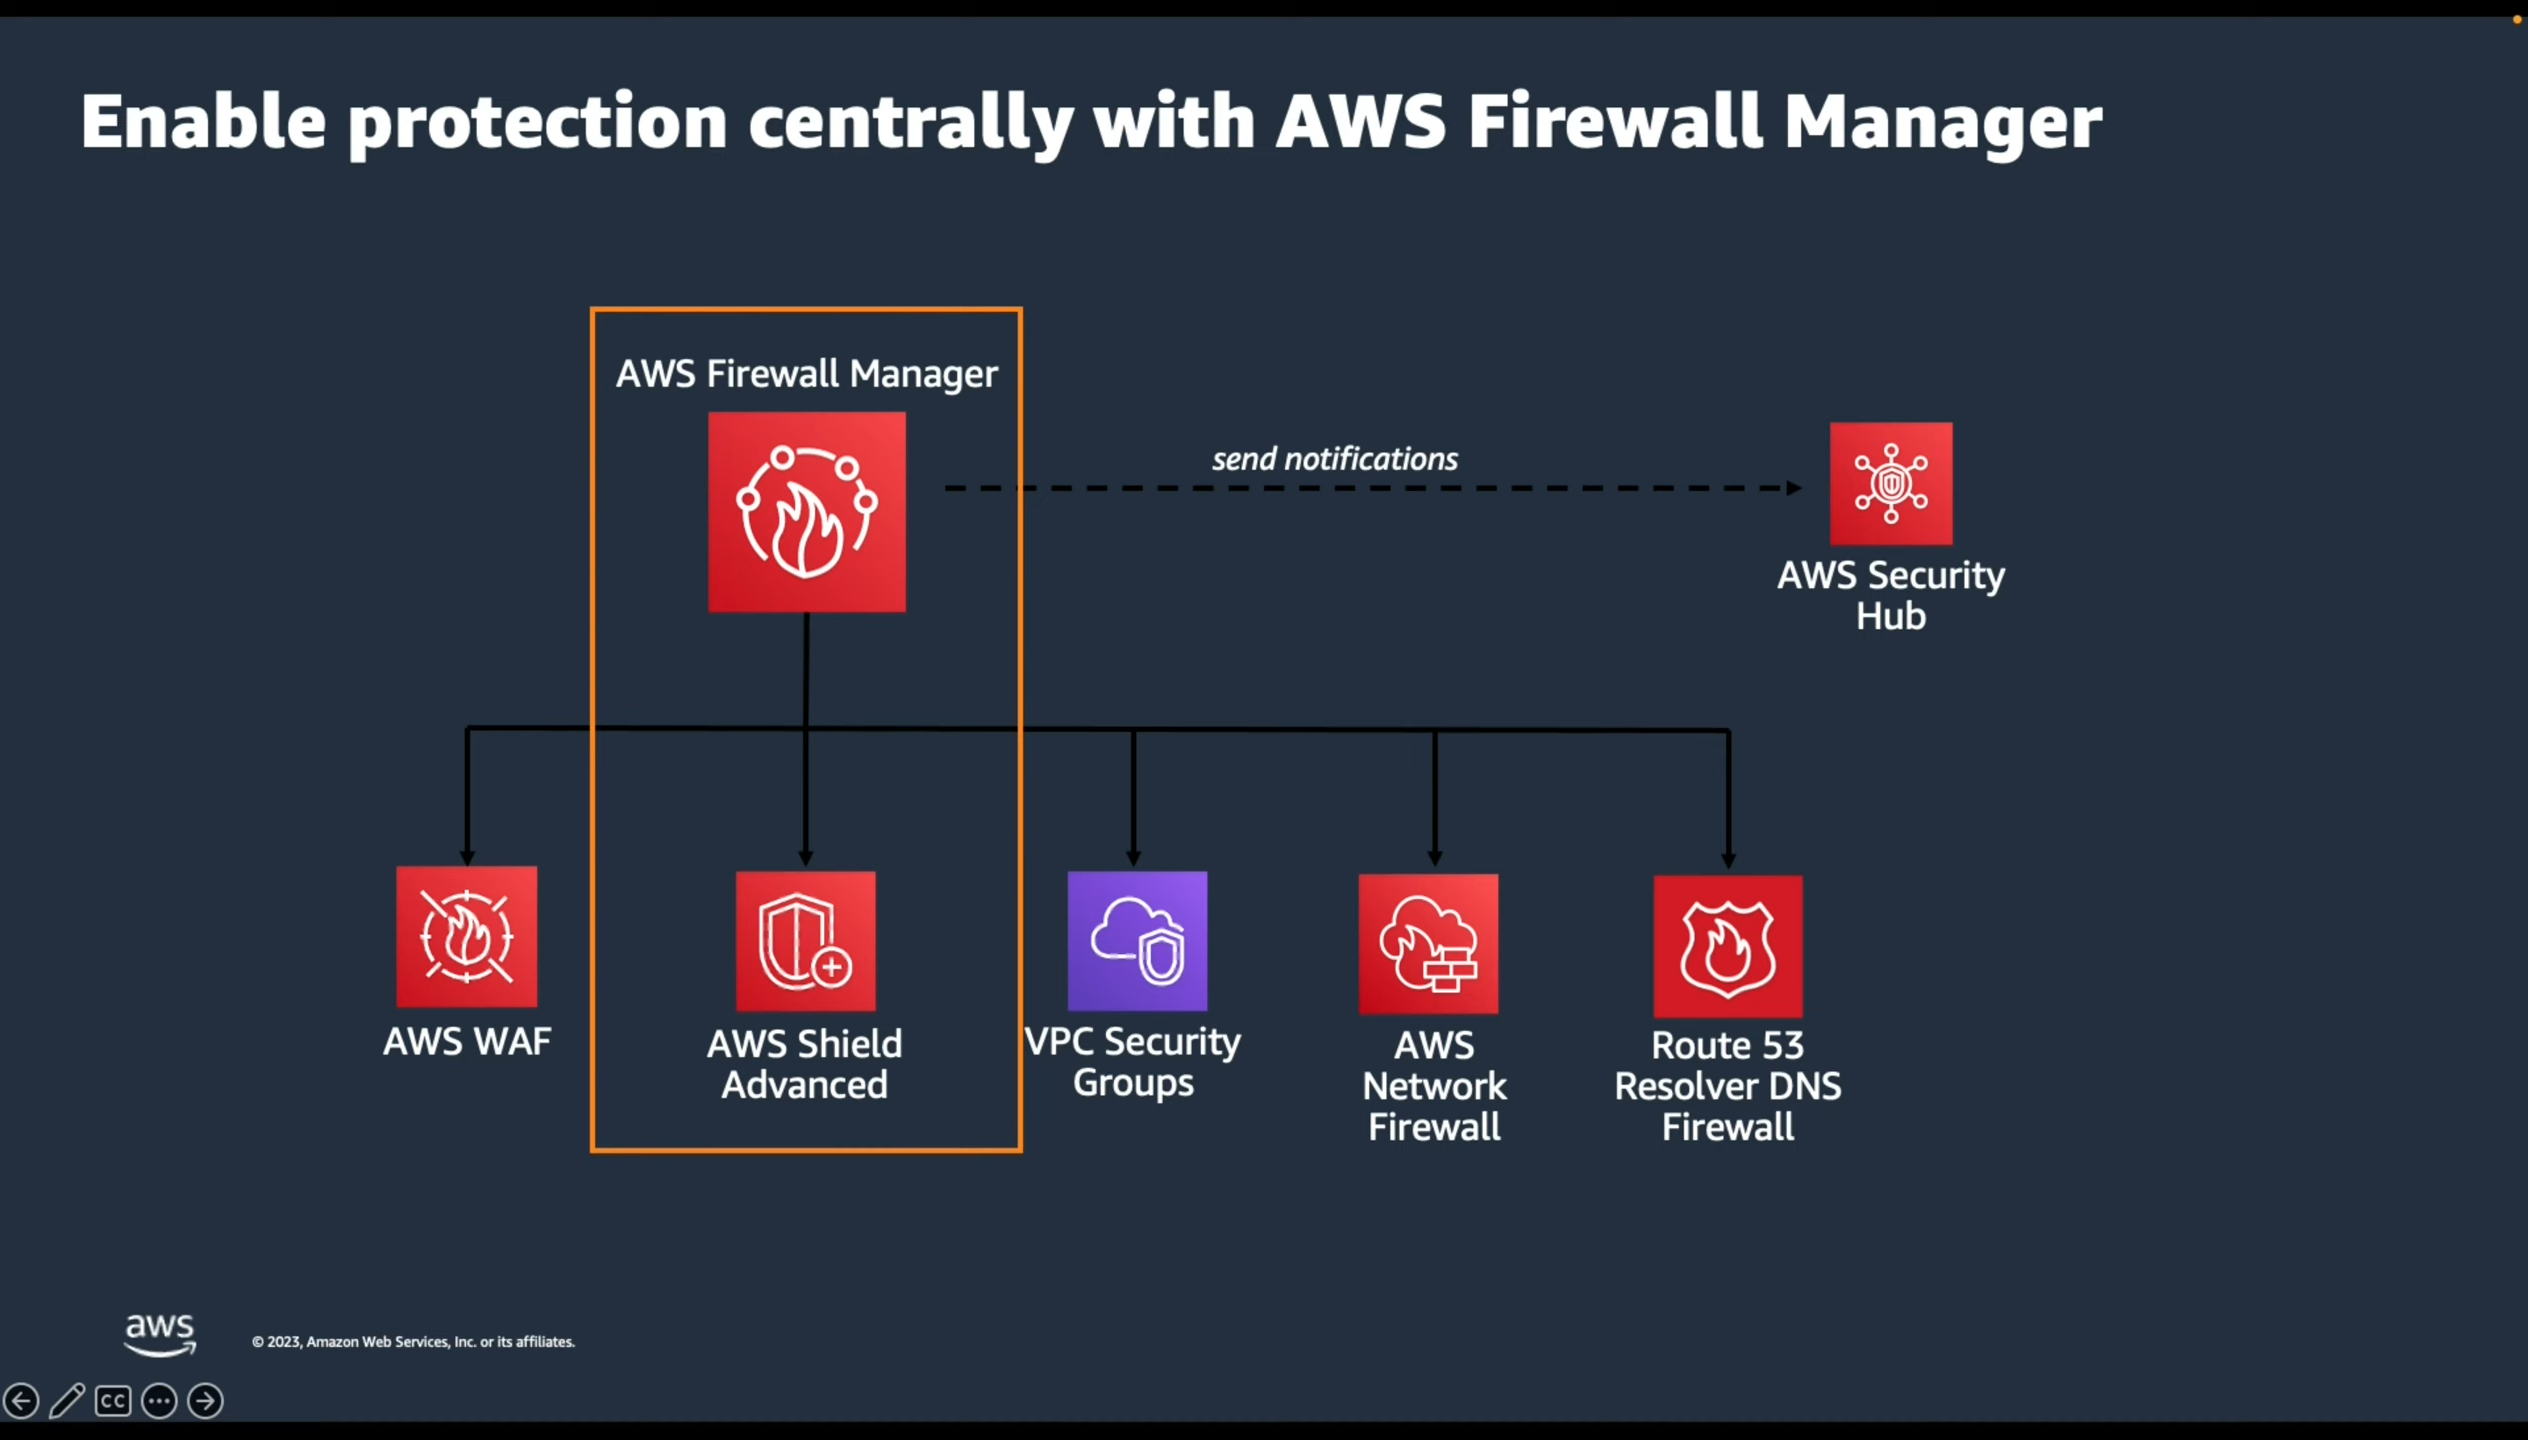 Enable protection centrally with AWS Firewall Manager
AWS Firewall Manager
send notifications
AWS Security
Hub
AWS WAF
AWS Shield
Advanced
VPC Security
Groups
AWS
Network
Firewall
Route 53
Resolver DNS
Firewall
aws
© 2023, Amazon Web Services, Inc. or its affiliates.
CC